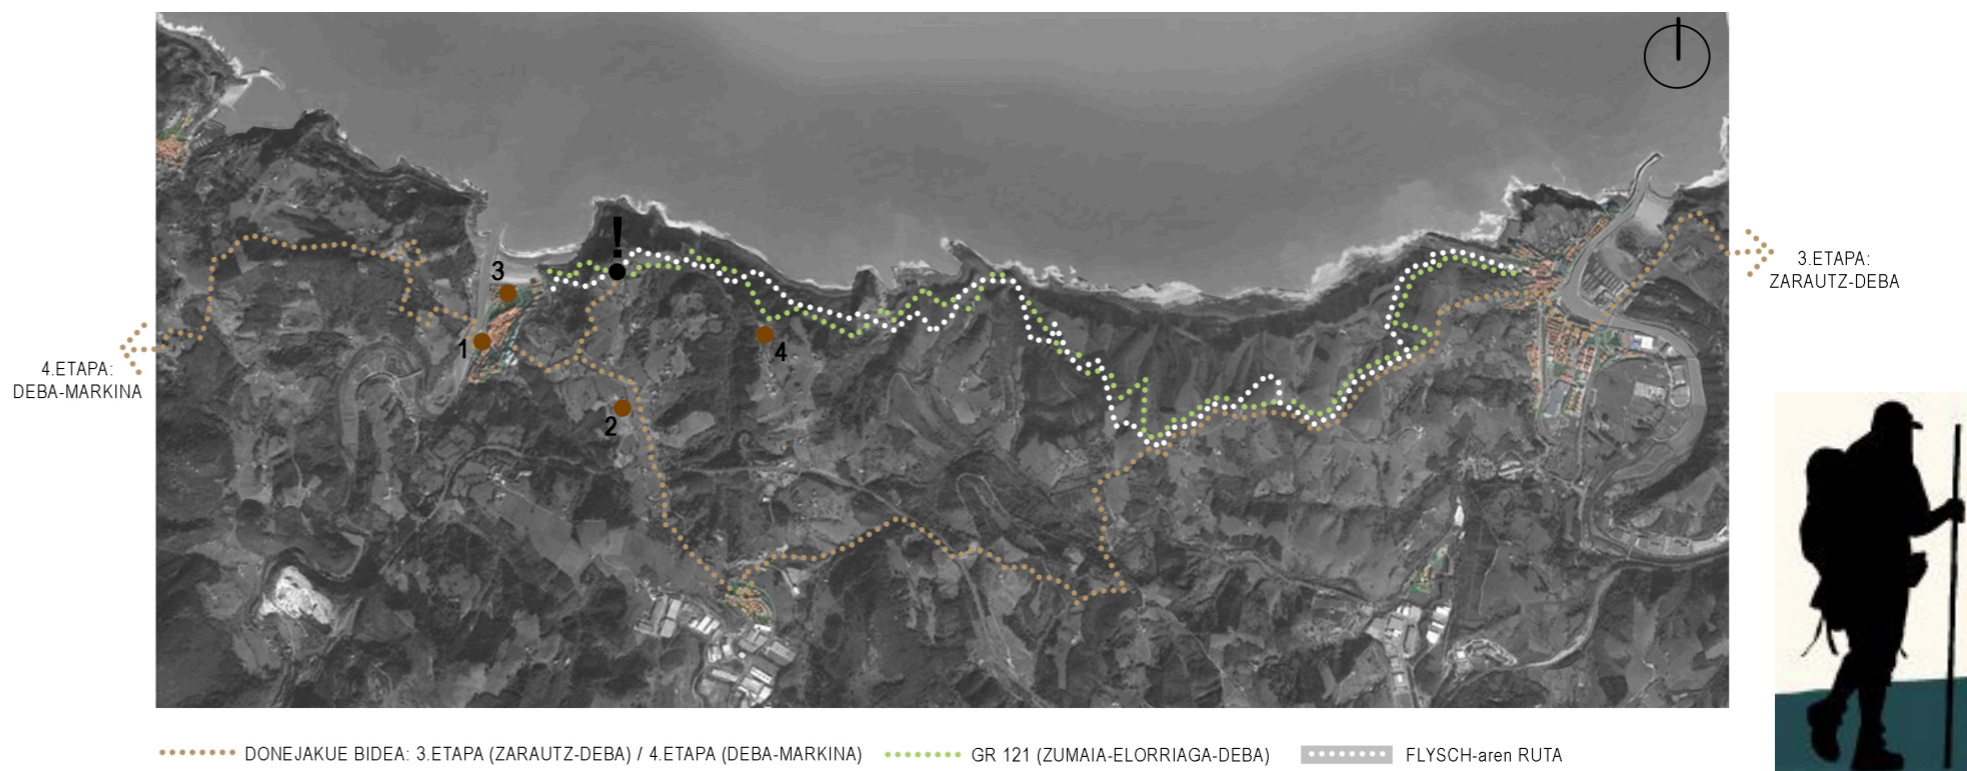 !
3
1
4
2
4.ETAPA:
DEBA-MARKINA
3.ETAPA:
ZARAUTZ-DEBA
DONEJAKUE BIDEA: 3.ETAPA (ZARAUTZ-DEBA) / 4.ETAPA (DEBA-MARKINA)
GR 121 (ZUMAIA-ELORRIAGA-DEBA)
FLYSCH-aren RUTA